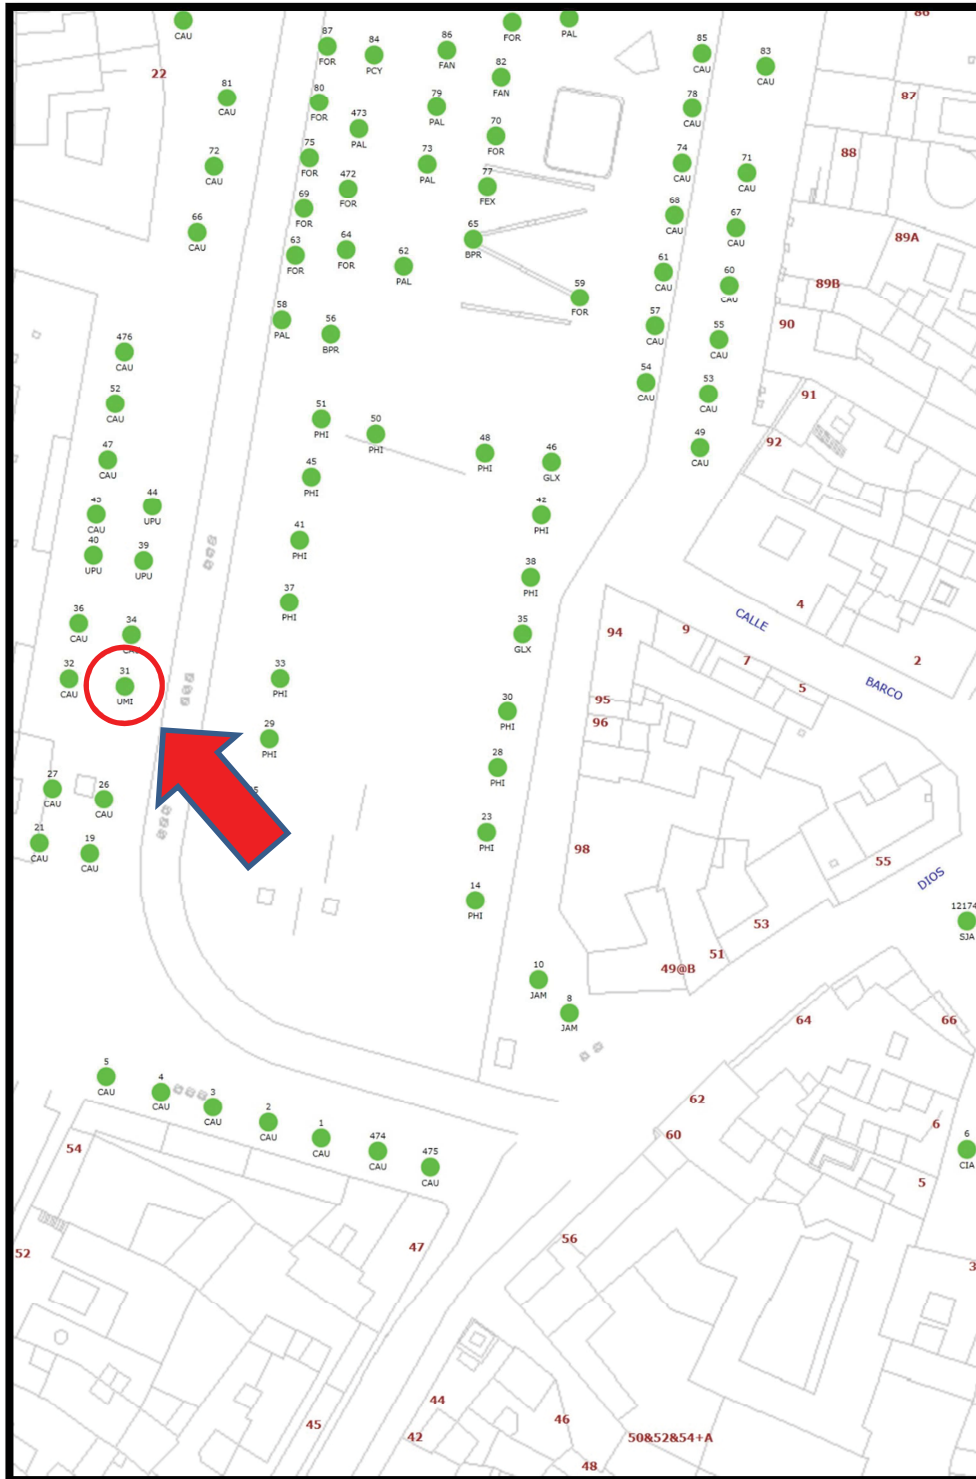 86
CAU
FOR
PAL
87
FOR
84
PCY
86
FAN
85
CAU
83
CAU
22
82
FAN
81
CAU
80
FOR
79
PAL
78
CAU
87
473
PAL
70
FOR
75
FOR
73
PAL
74
CAU
88
72
CAU
71
CAU
472
FOR
77
FEX
69
FOR
68
CAU
67
CAU
66
CAU
65
BPR
89A
64
FOR
63
FOR
62
PAL
61
CAU
60
CAU
89B
59
FOR
58
PAL
57
CAU
90
56
BPR
55
CAU
476
CAU
54
CAU
53
CAU
91
52
CAU
51
PHI
50
PHI
49
CAU
92
48
PHI
46
GLX
47
CAU
45
PHI
44
UPU
CAU
42
PHI
41
PHI
40
UPU
39
UPU
38
PHI
37
PHI
4
CALLE
36
CAU
34
35
GLX
94
9
7
2
5
BARCO
33
PHI
32
CAU
31
UMI
95
96
30
PHI
29
PHI
28
PHI
27
CAU
26
CAU
23
PHI
21
CAU
19
CAU
98
55
DIOS
14
PHI
12174
SJA
53
51
49@B
10
JAM
8
JAM
64
66
5
CAU
4
CAU
3
CAU
2
CAU
1
CAU
474
CAU
475
CAU
62
60
6
6
CIA
54
5
56
47
52
3
44
46
45
42
50&52&54+A
48